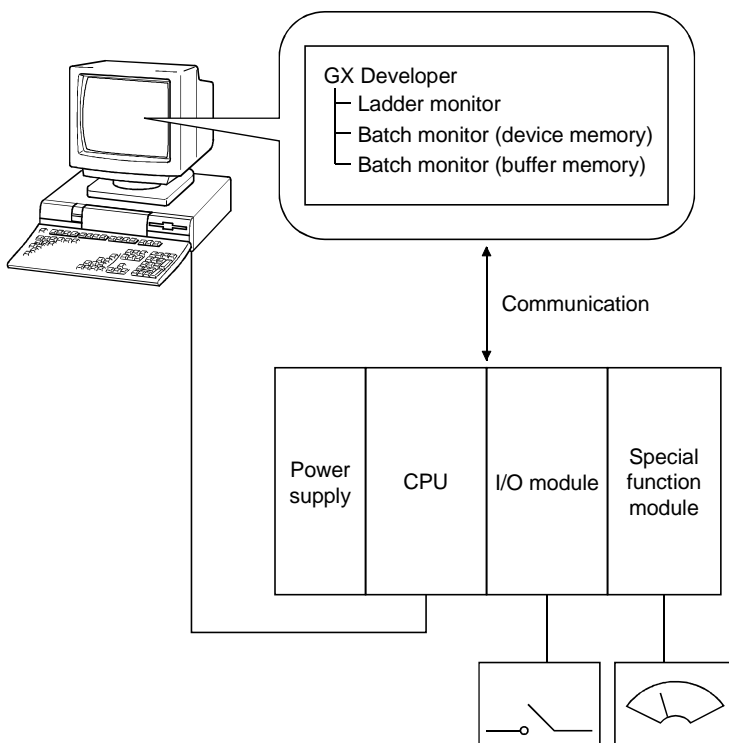 GX Developer
Ladder monitor
Batch monitor (device memory)
Batch monitor (buffer memory)
Communication
Power
supply
CPU
I/O module
Special
function
module